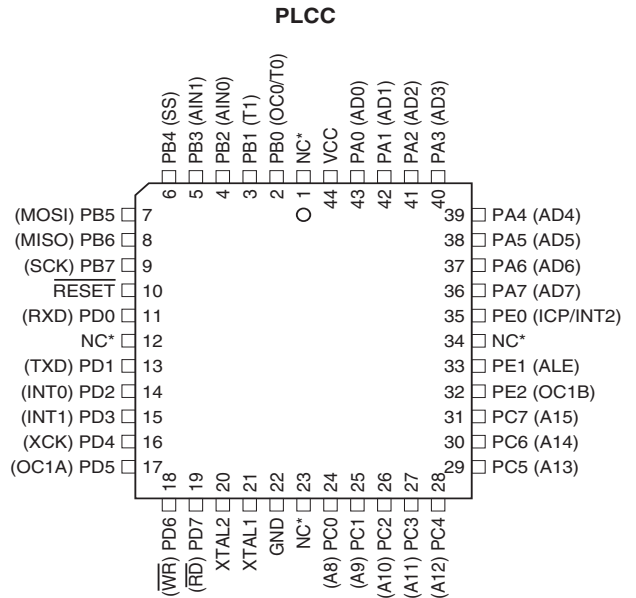 PLCC
PB4 (SS)
PB3 (AIN1)
PB2 (AIN0)
PB1 (T1)
PB0 (OC0/T0)
NC*
VCC
PA0 (AD0)
PA1 (AD1)
PA2 (AD2)
PA3 (AD3)
6
5
4
3
2
1
44
43
42
41
40
(MOSI) PB5 7
(MISO) PB6 8
(SCK) PB7 9
RESET 10
(RXD) PD0 11
NC* 12
(TXD) PD1 13
(INT0) PD2 14
(INT1) PD3 15
(XCK) PD4 16
(OC1A) PD5 17
39 PA4 (AD4)
38 PA5 (AD5)
37 PA6 (AD6)
36 PA7 (AD7)
35 PE0 (ICP/INT2)
34 NC*
33 PE1 (ALE)
32 PE2 (OC1B)
31 PC7 (A15)
30 PC6 (A14)
29 PC5 (A13)
18
19
20
21
22
23
24
25
26
27
28
(WR) PD6
(RD) PD7
XTAL2
XTAL1
GND
NC*
(A8) PC0
(A9) PC1
(A10) PC2
(A11) PC3
(A12) PC4